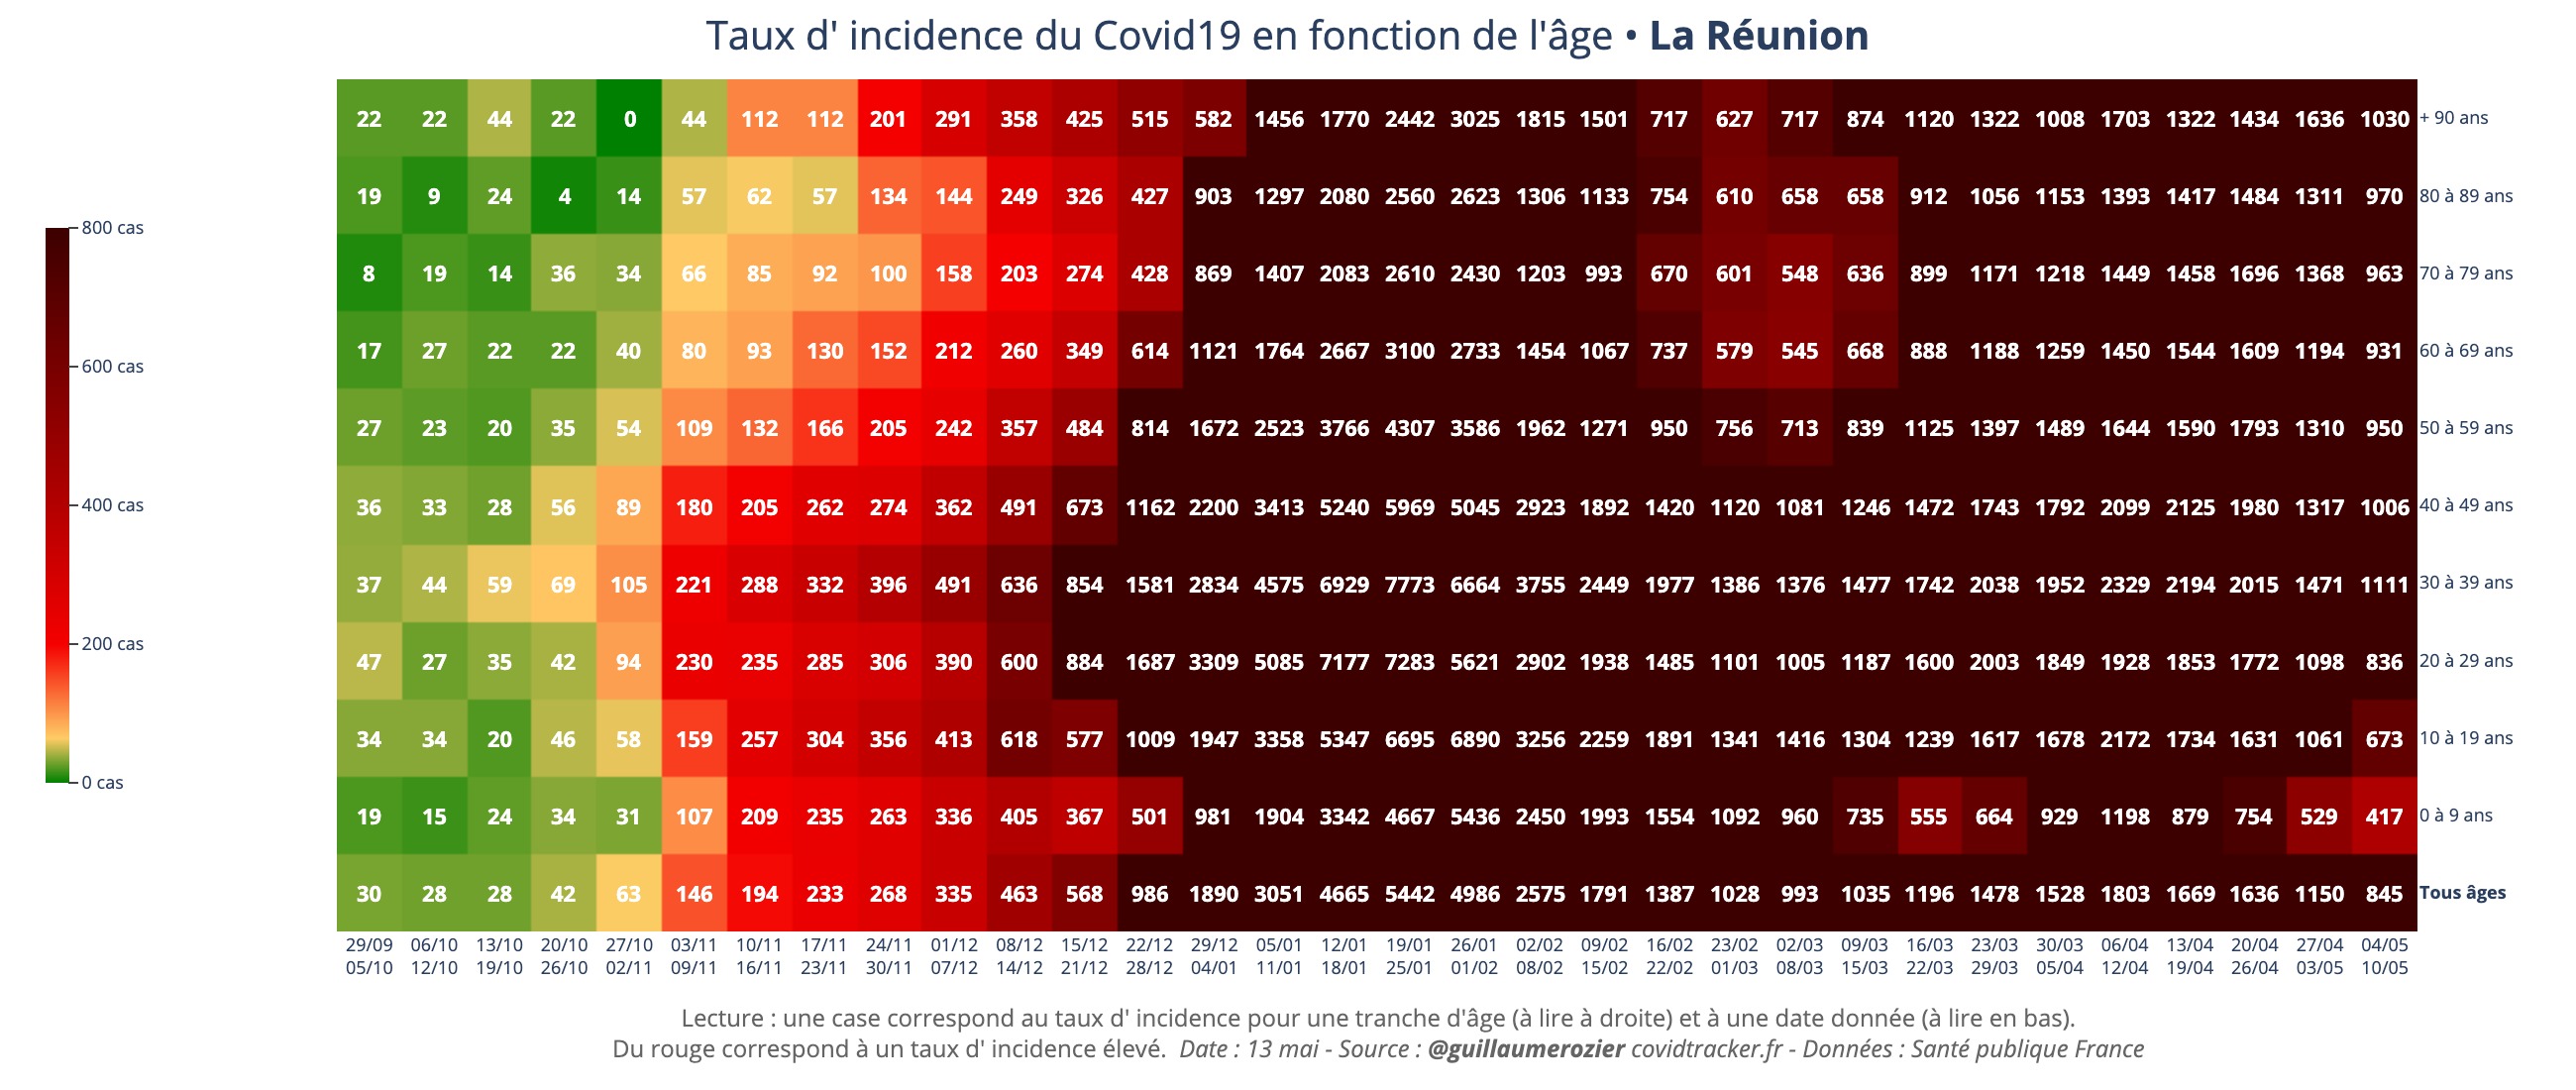 Taux d' incidence du Covid19 en fonction de l'âge • La Réunion
22 22 44 22 0 44 112 112 201 291 358 425 515 582 1456 1770 2442 3025 1815 1501 717 627 717 874 1120 1322 1008 1703 1322 1434 1636 1030 + 90 ans
19 9 24 4 14 57 62 57 134 144 249 326 427 903 1297 2080 2560 2623 1306 1133 754 610 658 658 912 1056 1153 1393 1417 1484 1311 970 80 à 89 ans
800 cas
8 19 14 36 34 66 85 92 100 158 203 274 428 869 1407 2083 2610 2430 1203 993 670 601 548 636 899 1171 1218 1449 1458 1696 1368 963 70 à 79 ans
17 27 22 22 40 80 93 130 152 212 260 349 614 1121 1764 2667 3100 2733 1454 1067 737 579 545 668 888 1188 1259 1450 1544 1609 1194 931 60 à 69 ans
600 cas
27 23 20 35 54 109 132 166 205 242 357 484 814 1672 2523 3766 4307 3586 1962 1271 950 756 713 839 1125 1397 1489 1644 1590 1793 1310 950 50 à 59 ans
400 cas
36 33 28 56 89 180 205 262 274 362 491 673 1162 2200 3413 5240 5969 5045 2923 1892 1420 1120 1081 1246 1472 1743 1792 2099 2125 1980 1317 1006 40 à 49 ans
37 44 59 69 105 221 288 332 396 491 636 854 1581 2834 4575 6929 7773 6664 3755 2449 1977 1386 1376 1477 1742 2038 1952 2329 2194 2015 1471 1111 30 à 39 ans
200 cas
47 27 35 42 94 230 235 285 306 390 600 884 1687 3309 5085 7177 7283 5621 2902 1938 1485 1101 1005 1187 1600 2003 1849 1928 1853 1772 1098 836 20 à 29 ans
34 34 20 46 58 159 257 304 356 413 618 577 1009 1947 3358 5347 6695 6890 3256 2259 1891 1341 1416 1304 1239 1617 1678 2172 1734 1631 1061 673 10 à 19 ans
0 cas
19 15 24 34 31 107 209 235 263 336 405 367 501 981 1904 3342 4667 5436 2450 1993 1554 1092 960 735 555 664 929 1198 879 754 529 417 0 à 9 ans
30 28 28 42 63 146 194 233 268 335 463 568 986 1890 3051 4665 5442 4986 2575 1791 1387 1028 993 1035 1196 1478 1528 1803 1669 1636 1150 845 Tous âges
29/09 06/10 13/10 20/10 27/10 03/11 10/11 17/11 24/11 01/12 08/12 15/12 22/12 29/12 05/01 12/01 19/01 26/01 02/02 09/02 16/02 23/02 02/03 09/03 16/03 23/03 30/03 06/04 13/04 20/04 27/04 04/05
05/10 12/10 19/10 26/10 02/11 09/11 16/11 23/11 30/11 07/12 14/12 21/12 28/12 04/01 11/01 18/01 25/01 01/02 08/02 15/02 22/02 01/03 08/03 15/03 22/03 29/03 05/04 12/04 19/04 26/04 03/05 10/05
Lecture : une case correspond au taux d' incidence pour une tranche d'âge (à lire à droite) et à une date donnée (à lire en bas).
Du rouge correspond à un taux d' incidence élevé. Date : 13 mai - Source : @guillaumerozier covidtracker.fr - Données : Santé publique France